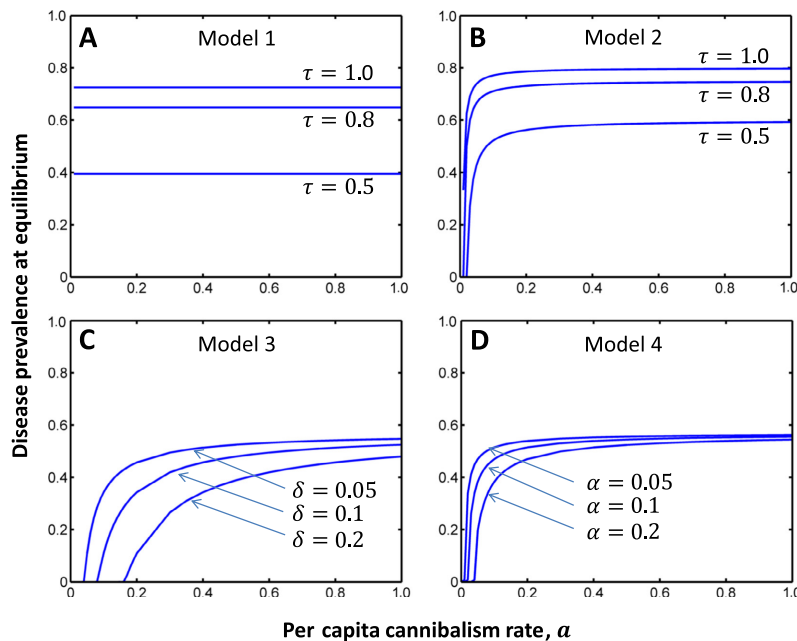 A
Model 1
τ = 1.0
τ = 0.8
τ = 0.5
1
0.8
0.6
0.4
0.2
0
0
0.2
0.4
0.6
0.8
1.0
B
Model 2
τ = 1.0
τ = 0.8
τ = 0.5
1
0.8
0.6
0.4
0.2
0
0
0.2
0.4
0.6
0.8
1.0
Disease prevalence at equilibrium
C
Model 3
δ = 0.05
δ = 0.1
δ = 0.2
1
0.8
0.6
0.4
0.2
0
0
0.2
0.4
0.6
0.8
1.0
D
Model 4
α = 0.05
α = 0.1
α = 0.2
1
0.8
0.6
0.4
0.2
0
0
0.2
0.4
0.6
0.8
1.0
Per capita cannibalism rate, a